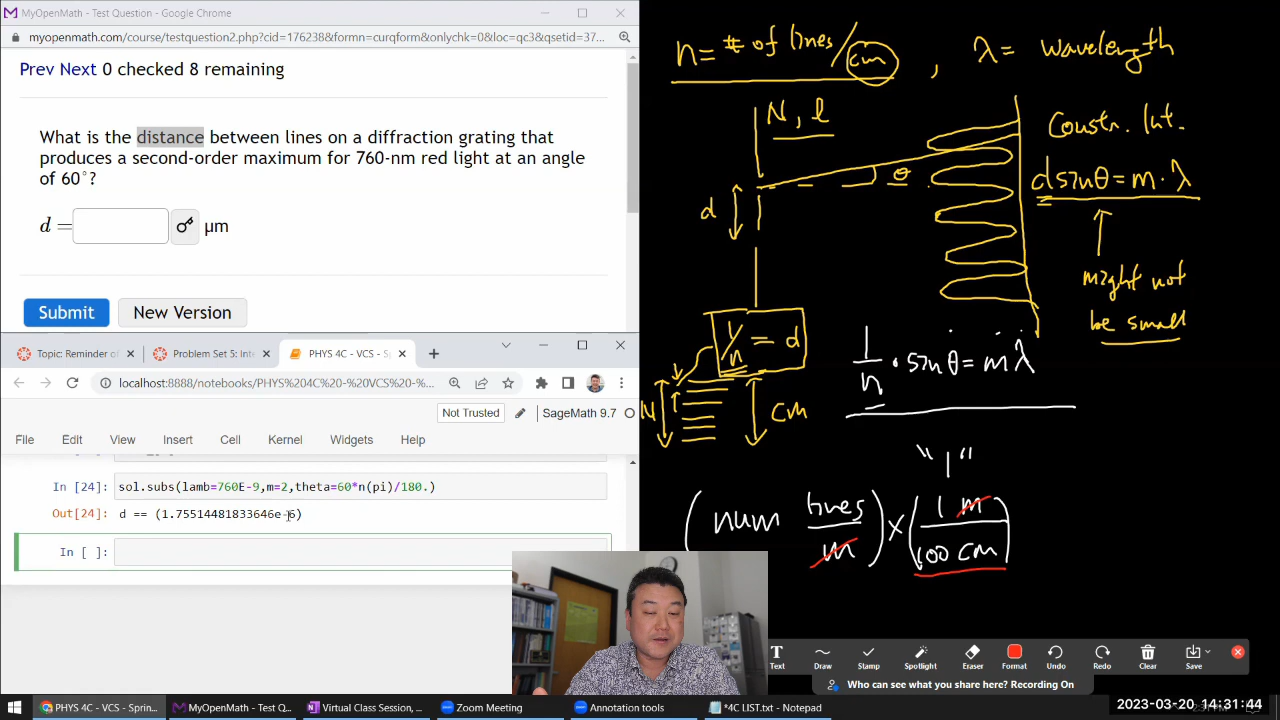 MyOpenMath - Test Question - Google Chrome
myopenmath.com/course/testquestion2.php?cid=176238&formn=curqform&onlychk=0&loc=qc3&qsetid=37...
Prev Next 0 checked 8 remaining
What is the distance between lines on a diffraction grating that
produces a second-order maximum for 760-nm red light at an angle
of 60°?
d = μm
Submit New Version
Topic: Reminder of
Problem Set 5: Inte
PHYS 4C - VCS - S
localhost:8888/notebooks/PHYS%204C%20-%20VCS%20-...
Not Trusted SageMath 9.7
File Edit View Insert Cell Kernel Widgets Help
In [24]: sol.subs(lamb=760E-9,m=2,theta=60*n(pi)/180.)
In [ ]:
n = # of lines/cm , λ = wavelength
N, l
Constr. Int.
θ
d sinθ = m·λ
d
might not
be small
1/n = d
1/n · sinθ = mλ
N
cm
"1"
(num lines/m) × (1 m/100 cm)
Text Draw Stamp Spotlight Eraser Format Undo Redo Clear Save
Who can see what you share here? Recording On
PHYS 4C - VCS - Sprin...
MyOpenMath - Test Q...
Virtual Class Session, ...
Zoom Meeting
Annotation tools
*4C LIST.txt - Notepad
2023-03-20 14:31:44